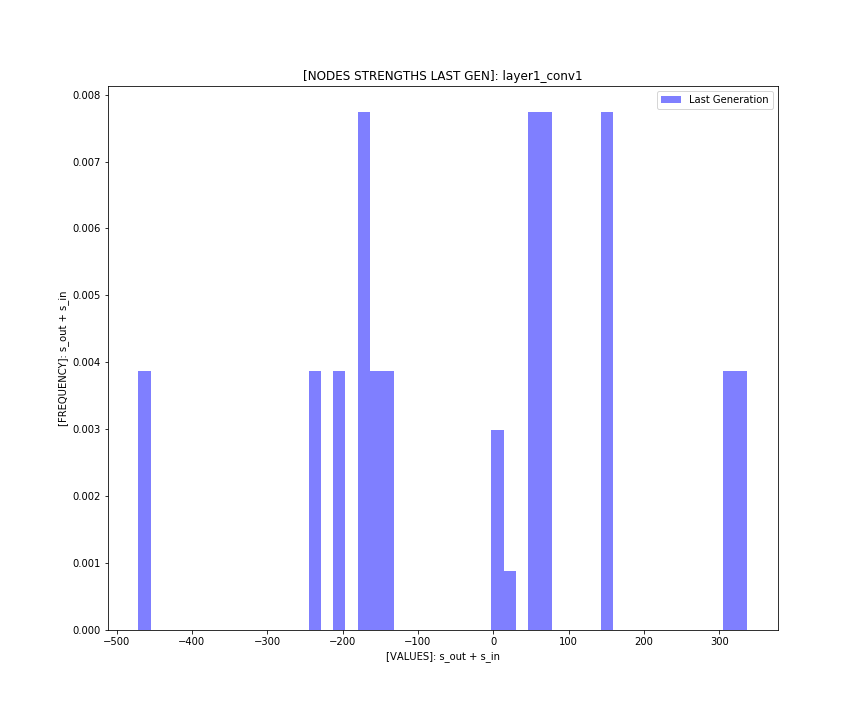 [NODES STRENGTHS LAST GEN]: layer1_conv1
Last Generation
0.008
0.007
0.006
0.005
0.004
0.003
0.002
0.001
0.000
[FREQUENCY]: s_out + s_in
−500 −400 −300 −200 −100 0 100 200 300
[VALUES]: s_out + s_in